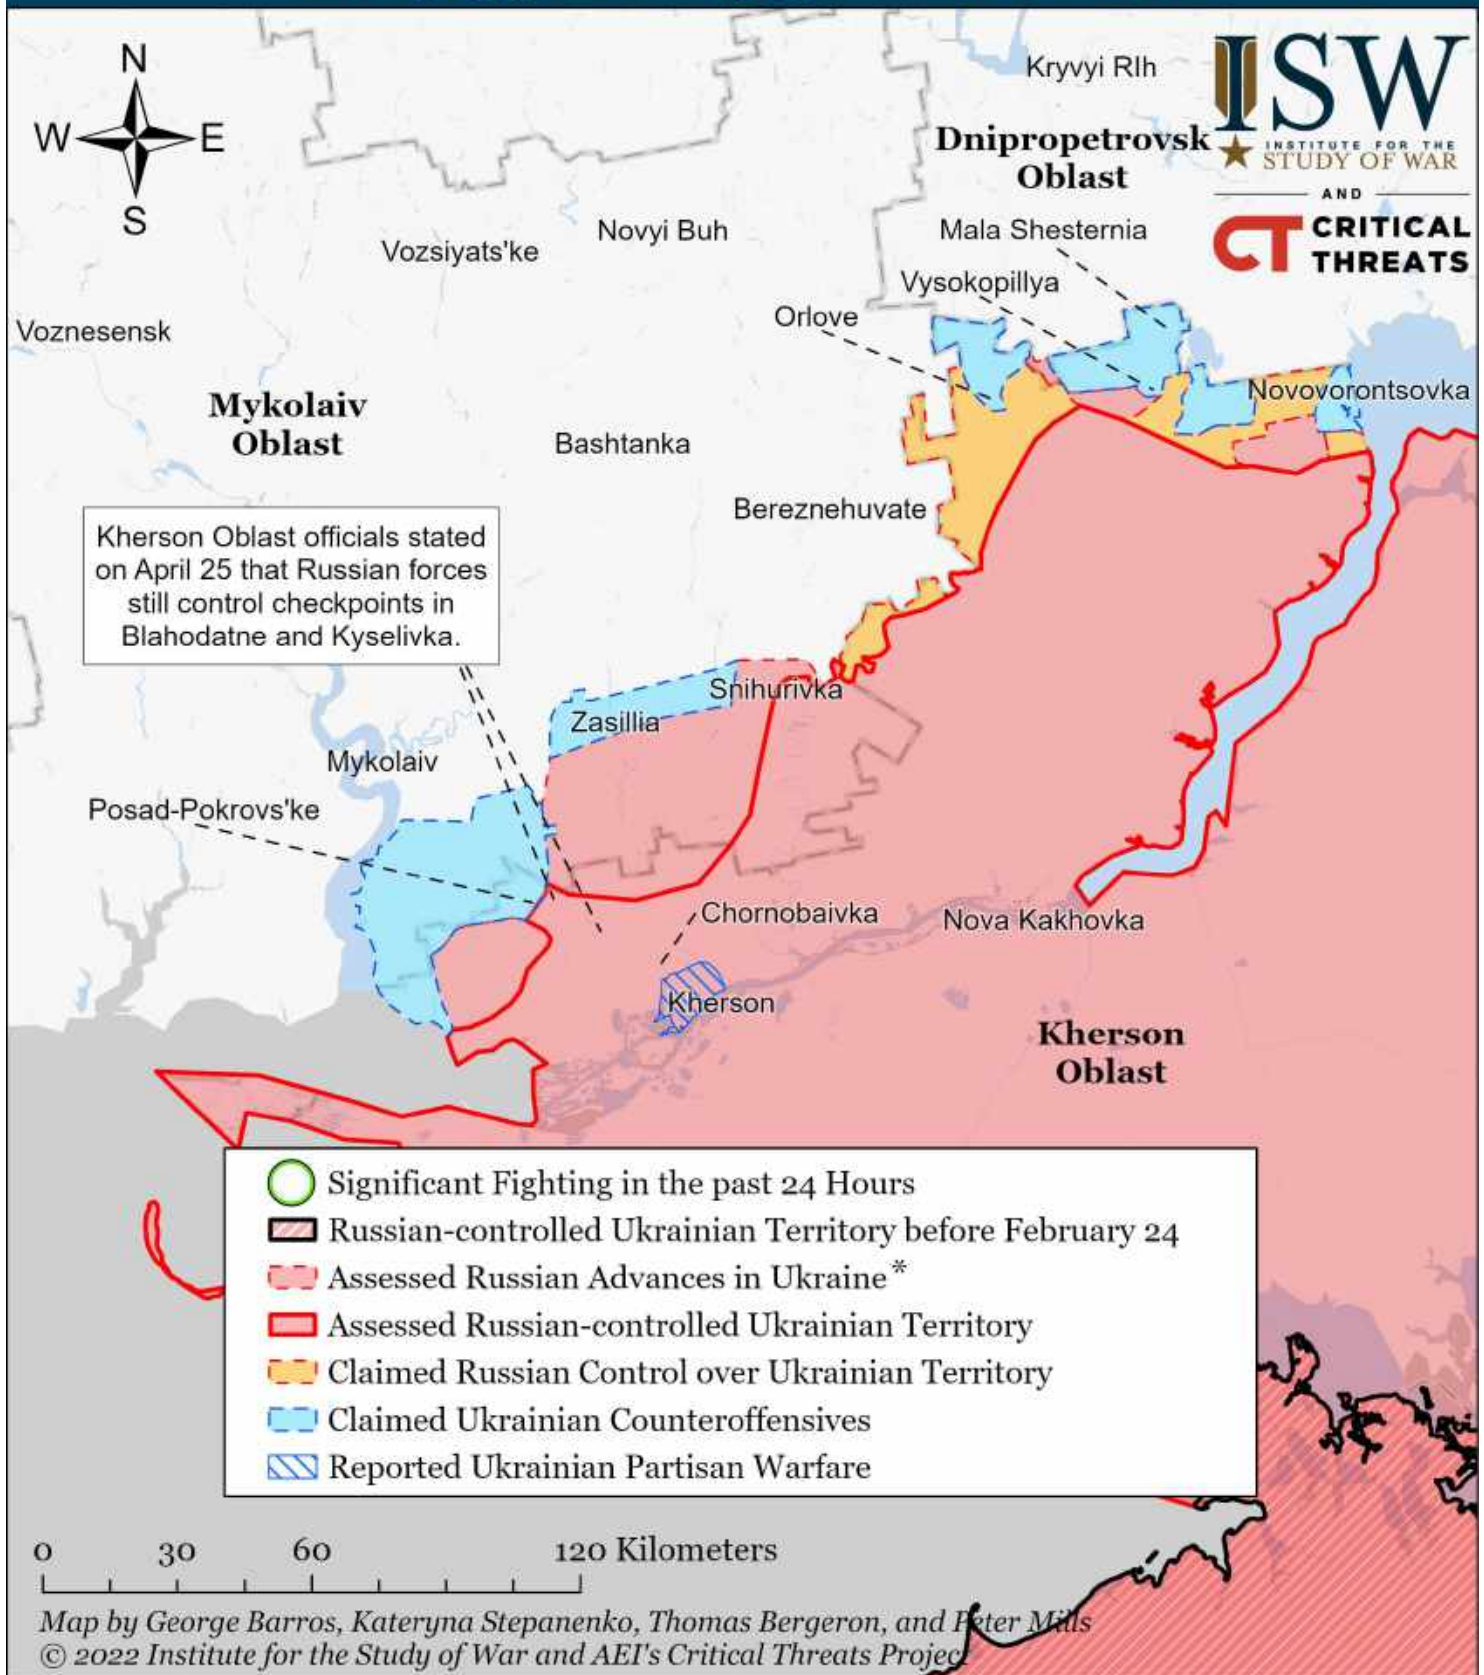 N
W E
S
Kryvyi RIh
ISW
INSTITUTE FOR THE
STUDY OF WAR
AND
CT CRITICAL
THREATS
Dnipropetrovsk
Oblast
Novyi Buh
Mala Shesternia
Vozsiyats'ke
Vysokopillya
Orlove
Voznesensk
Novovorontsovka
Mykolaiv
Oblast
Bashtanka
Bereznehuvate
Kherson Oblast officials stated
on April 25 that Russian forces
still control checkpoints in
Blahodatne and Kyselivka.
Snihurivka
Zasillia
Mykolaiv
Posad-Pokrovs'ke
Chornobaivka
Nova Kakhovka
Kherson
Kherson
Oblast
Significant Fighting in the past 24 Hours
Russian-controlled Ukrainian Territory before February 24
Assessed Russian Advances in Ukraine*
Assessed Russian-controlled Ukrainian Territory
Claimed Russian Control over Ukrainian Territory
Claimed Ukrainian Counteroffensives
Reported Ukrainian Partisan Warfare
0 30 60 120 Kilometers
Map by George Barros, Kateryna Stepanenko, Thomas Bergeron, and Peter Mills
© 2022 Institute for the Study of War and AEI's Critical Threats Project